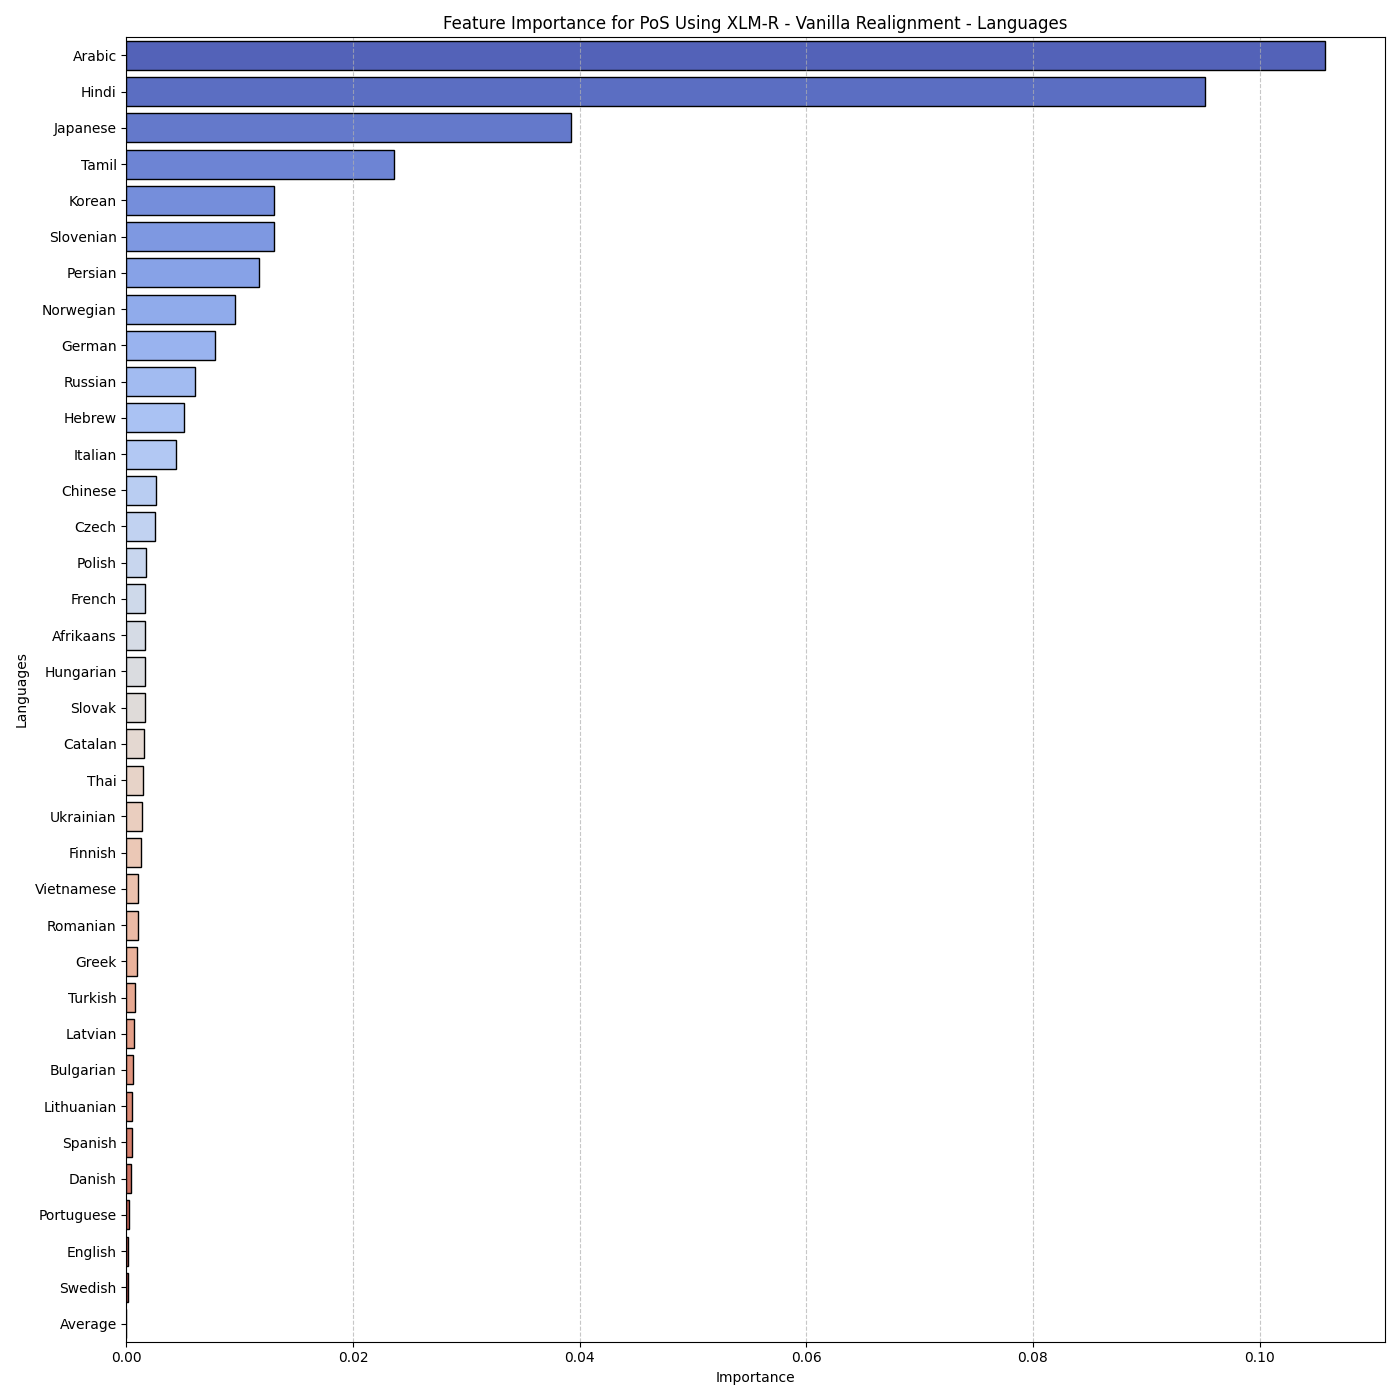 Feature Importance for PoS Using XLM-R - Vanilla Realignment - Languages
Arabic
Hindi
Japanese
Tamil
Korean
Slovenian
Persian
Norwegian
German
Russian
Hebrew
Italian
Chinese
Czech
Polish
French
Afrikaans
Hungarian
Slovak
Catalan
Thai
Ukrainian
Finnish
Vietnamese
Romanian
Greek
Turkish
Latvian
Bulgarian
Lithuanian
Spanish
Danish
Portuguese
English
Swedish
Average
Languages
0.00 0.02 0.04 0.06 0.08 0.10
Importance